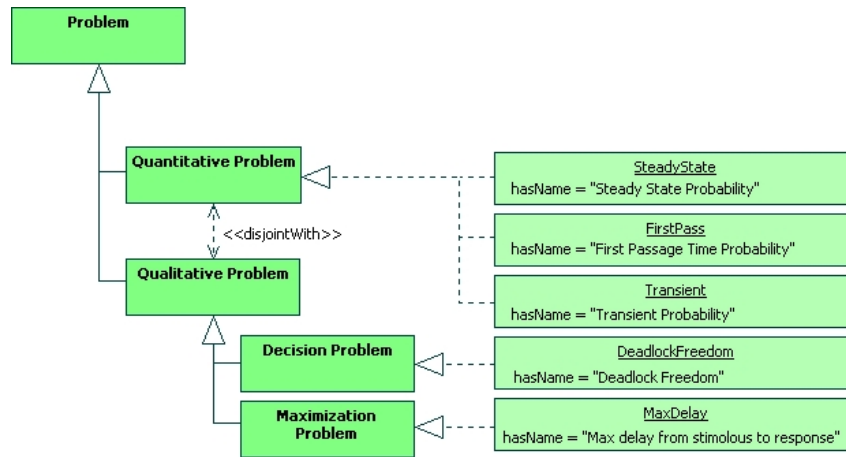 Problem
Quantitative Problem
SteadyState
hasName = "Steady State Probability"
<<disjointWith>>
FirstPass
hasName = "First Passage Time Probability"
Qualitative Problem
Transient
hasName = "Transient Probability"
Decision Problem
DeadlockFreedom
hasName = "Deadlock Freedom"
Maximization
Problem
MaxDelay
hasName = "Max delay from stimolous to response"